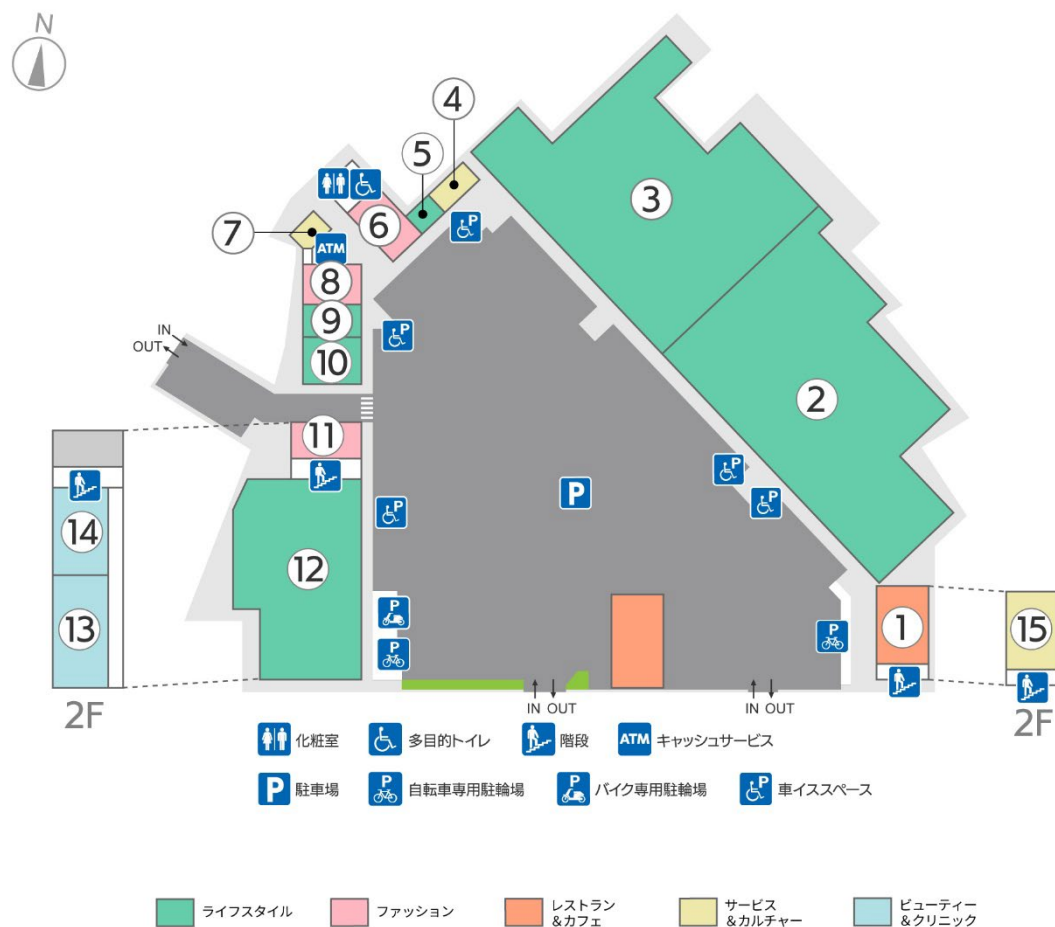 N
4
5
3
6
7
ATM
8
9
IN
OUT
10
2
11
P
14
12
13
1
15
2F
IN OUT
IN OUT
2F
化粧室
多目的トイレ
階段
ATM キャッシュサービス
P 駐車場
P 自転車専用駐輪場
P バイク専用駐輪場
P 車イススペース
ライフスタイル
ファッション
レストラン
&カフェ
サービス
&カルチャー
ビューティー
&クリニック